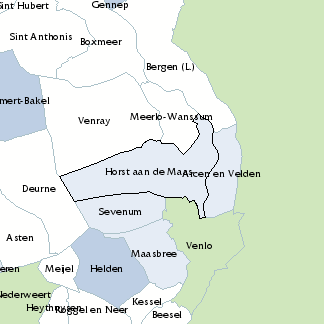 Sint Hubert
Gennep
Sint Anthonis
Boxmeer
Bergen (L.)
mert-Bakel
Venray
Meerlo-Wanssum
Horst aan de Maas
Arcen en Velden
Deurne
Sevenum
Asten
Venlo
Maasbree
eren
Meijel
Helden
Nederweert
Heythuysen
Roggel en Neer
Kessel
Beesel